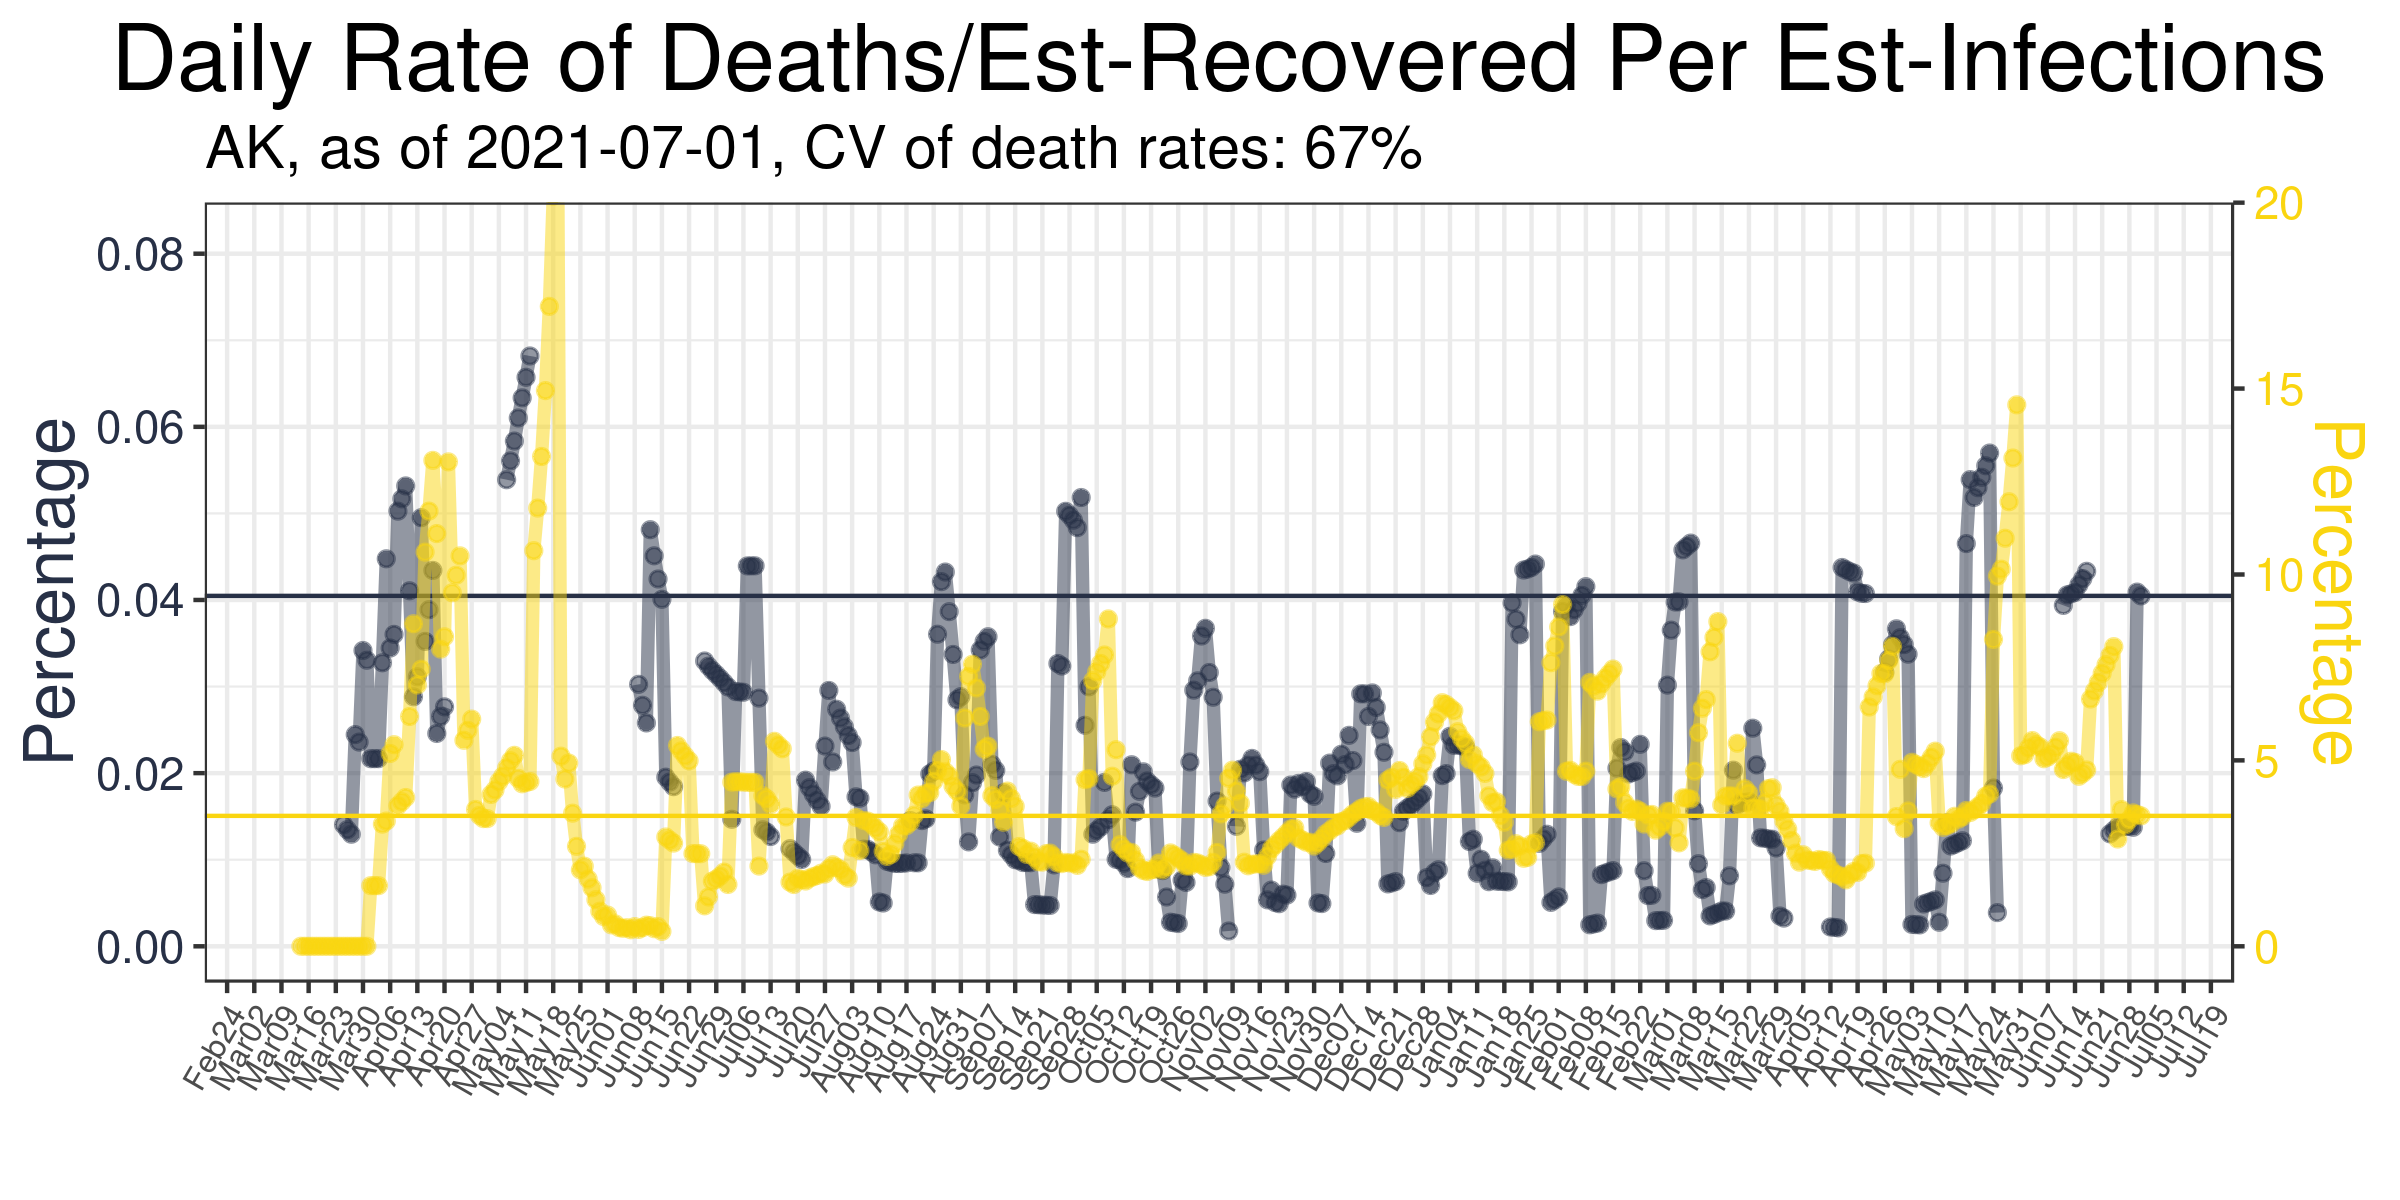 Daily Rate of Deaths/Est-Recovered Per Est-Infections
AK, as of 2021-07-01, CV of death rates: 67%
Percentage
0.08
0.06
0.04
0.02
0.00
20
15
10
5
0
Percentage
Feb24
Mar02
Mar09
Mar16
Mar23
Mar30
Apr06
Apr13
Apr20
Apr27
May04
May11
May18
May25
Jun01
Jun08
Jun15
Jun22
Jun29
Jul06
Jul13
Jul20
Jul27
Aug03
Aug10
Aug17
Aug24
Aug31
Sep07
Sep14
Sep21
Sep28
Oct05
Oct12
Oct19
Oct26
Nov02
Nov09
Nov16
Nov23
Nov30
Dec07
Dec14
Dec21
Dec28
Jan04
Jan11
Jan18
Jan25
Feb01
Feb08
Feb15
Feb22
Mar01
Mar08
Mar15
Mar22
Mar29
Apr05
Apr12
Apr19
Apr26
May03
May10
May17
May24
May31
Jun07
Jun14
Jun21
Jun28
Jul05
Jul12
Jul19